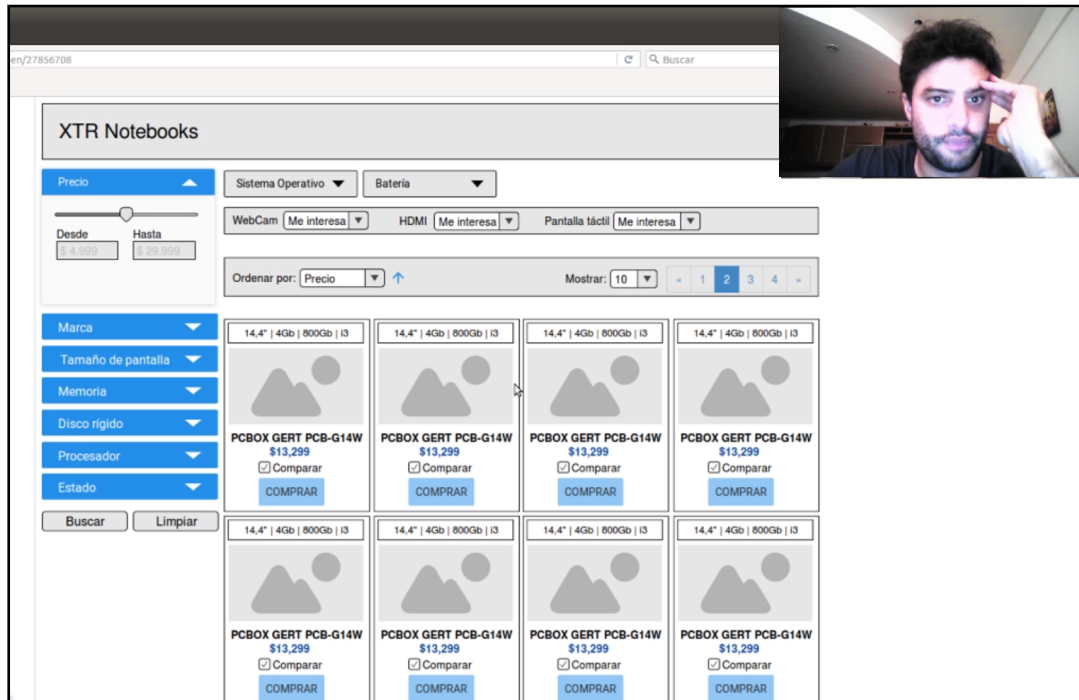 en/27856708
Buscar
XTR Notebooks
Precio
Desde Hasta
$ 4.999 $ 29.999
Sistema Operativo Batería
WebCam Me interesa HDMI Me interesa Pantalla táctil Me interesa
Ordenar por: Precio Mostrar: 10 « 1 2 3 4 »
Marca
Tamaño de pantalla
Memoria
Disco rígido
Procesador
Estado
Buscar Limpiar
14,4" | 4Gb | 800Gb | i3 14,4" | 4Gb | 800Gb | i3 14,4" | 4Gb | 800Gb | i3 14,4" | 4Gb | 800Gb | i3
PCBOX GERT PCB-G14W PCBOX GERT PCB-G14W PCBOX GERT PCB-G14W PCBOX GERT PCB-G14W
$13,299 $13,299 $13,299 $13,299
Comparar Comparar Comparar Comparar
COMPRAR COMPRAR COMPRAR COMPRAR
14,4" | 4Gb | 800Gb | i3 14,4" | 4Gb | 800Gb | i3 14,4" | 4Gb | 800Gb | i3 14,4" | 4Gb | 800Gb | i3
PCBOX GERT PCB-G14W PCBOX GERT PCB-G14W PCBOX GERT PCB-G14W PCBOX GERT PCB-G14W
$13,299 $13,299 $13,299 $13,299
Comparar Comparar Comparar Comparar
COMPRAR COMPRAR COMPRAR COMPRAR